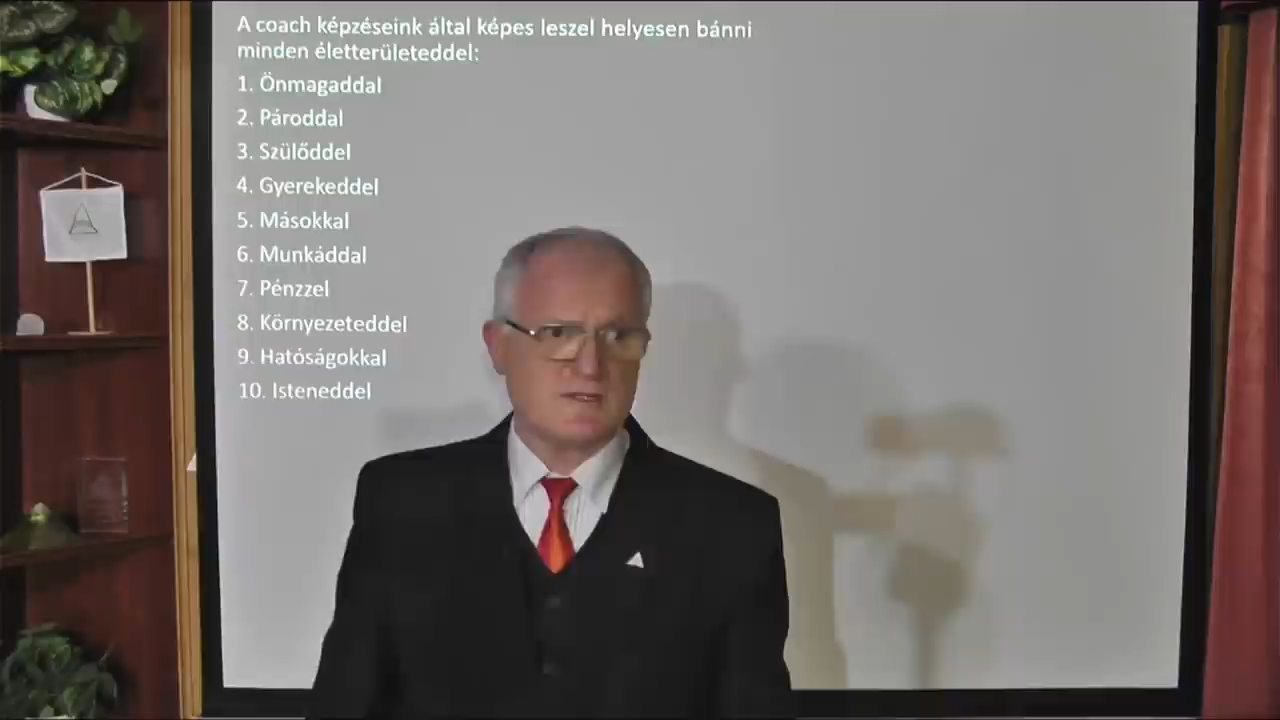 A coach képzéseink által képes leszel helyesen bánni
minden életterületeddel:
1. Önmagaddal
2. Pároddal
3. Szülőddel
4. Gyerekeddel
5. Másokkal
6. Munkáddal
7. Pénzzel
8. Környezeteddel
9. Hatóságokkal
10. Isteneddel